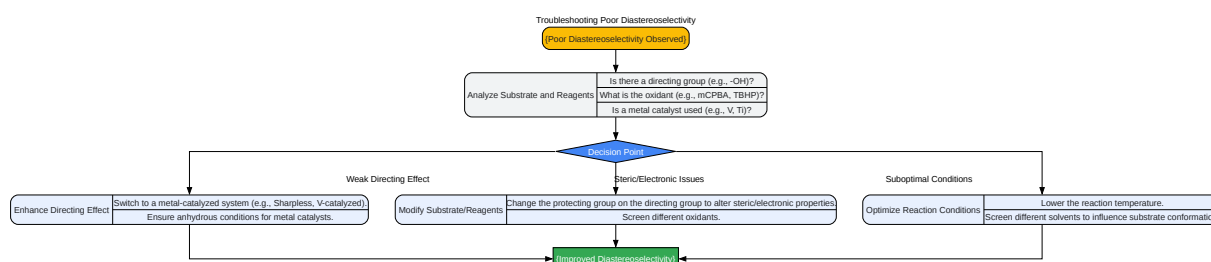 Troubleshooting Poor Diastereoselectivity
{Poor Diastereoselectivity Observed}
Analyze Substrate and Reagents
Is there a directing group (e.g., -OH)?
What is the oxidant (e.g., mCPBA, TBHP)?
Is a metal catalyst used (e.g., V, Ti)?
Decision Point
Weak Directing Effect
Steric/Electronic Issues
Suboptimal Conditions
Enhance Directing Effect
Switch to a metal-catalyzed system (e.g., Sharpless, V-catalyzed).
Ensure anhydrous conditions for metal catalysts.
Modify Substrate/Reagents
Change the protecting group on the directing group to alter steric/electronic properties.
Screen different oxidants.
Optimize Reaction Conditions
Lower the reaction temperature.
Screen different solvents to influence substrate conformatio
{Improved Diastereoselectivity}